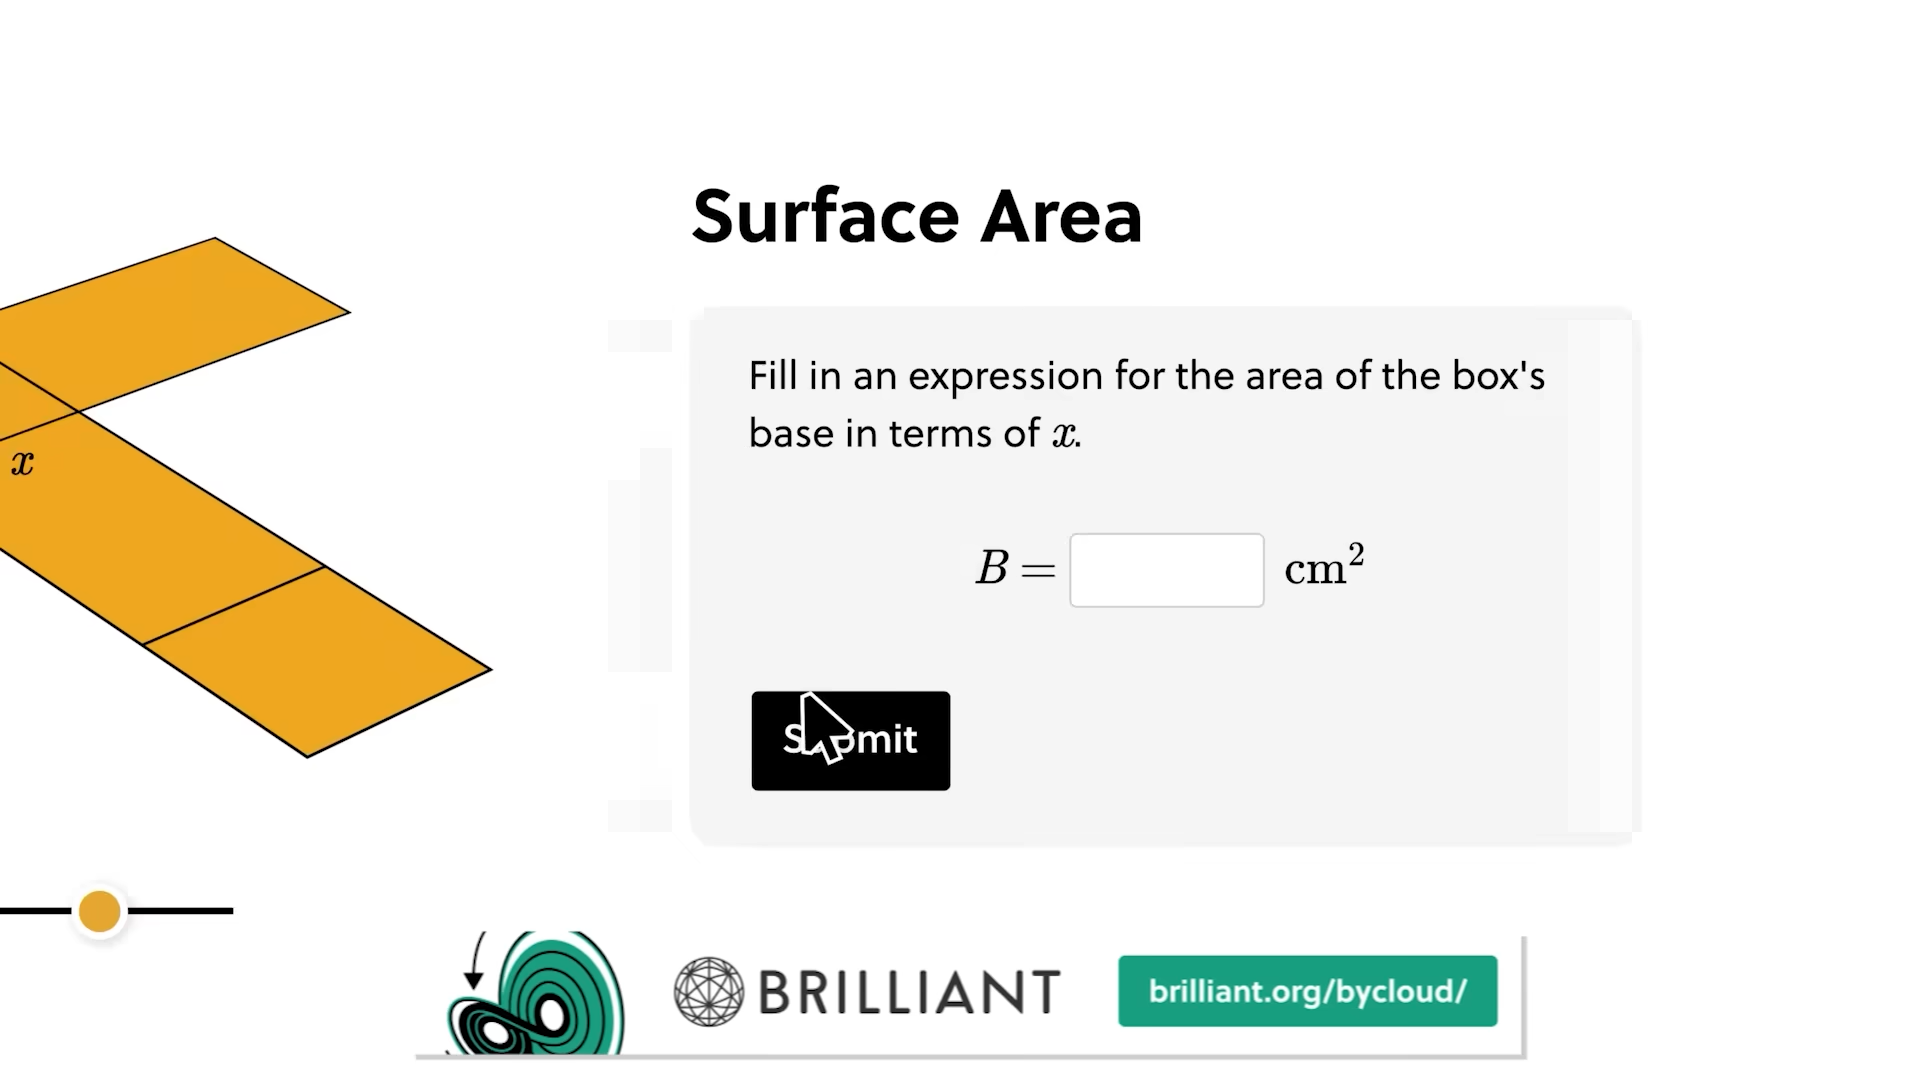 Surface Area
Fill in an expression for the area of the box's
base in terms of x.
x
B = cm²
Submit
BRILLIANT
brilliant.org/bycloud/